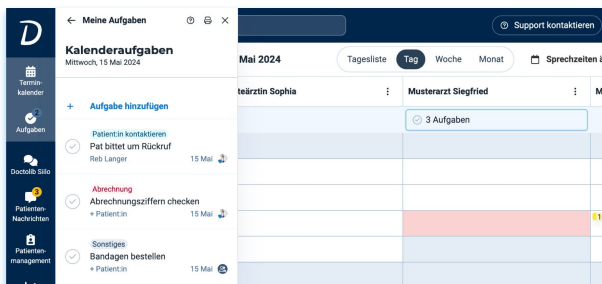 D
Termin-
kalender
2
Aufgaben
Doctolib Siilo
3
Patienten-
Nachrichten
Patienten-
management
Meine Aufgaben
Kalenderaufgaben
Mittwoch, 15 Mai 2024
+ Aufgabe hinzufügen
Patient:in kontaktieren
Pat bittet um Rückruf
Reb Langer 15 Mai
Abrechnung
Abrechnungsziffern checken
+ Patient:in 15 Mai
Sonstiges
Bandagen bestellen
+ Patient:in 15 Mai
Support kontaktieren
Mai 2024
Tagesliste Tag Woche Monat Sprechzeiten ä
teärztin Sophia Musterarzt Siegfried M
3 Aufgaben
1